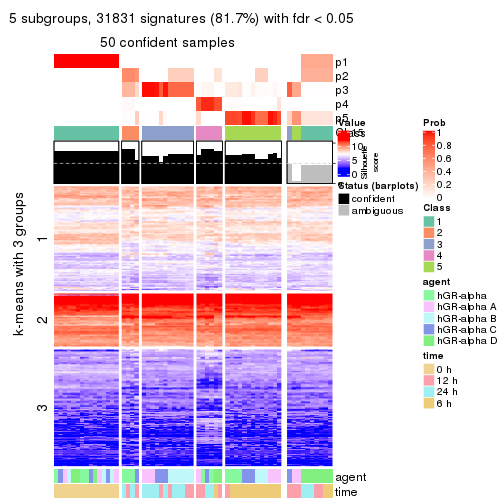 5 subgroups, 31831 signatures (81.7%) with fdr < 0.05
50 confident samples
p1
p2
p3
p4
p5
Class
k-means with 3 groups
1
2
3
agent
time
Value
15
10
5
0
Silhouette
score
Status (barplots)
confident
ambiguous
Prob
1
0.8
0.6
0.4
0.2
0
Class
1
2
3
4
5
agent
hGR-alpha
hGR-alpha A
hGR-alpha B
hGR-alpha C
hGR-alpha D
time
0 h
12 h
24 h
6 h